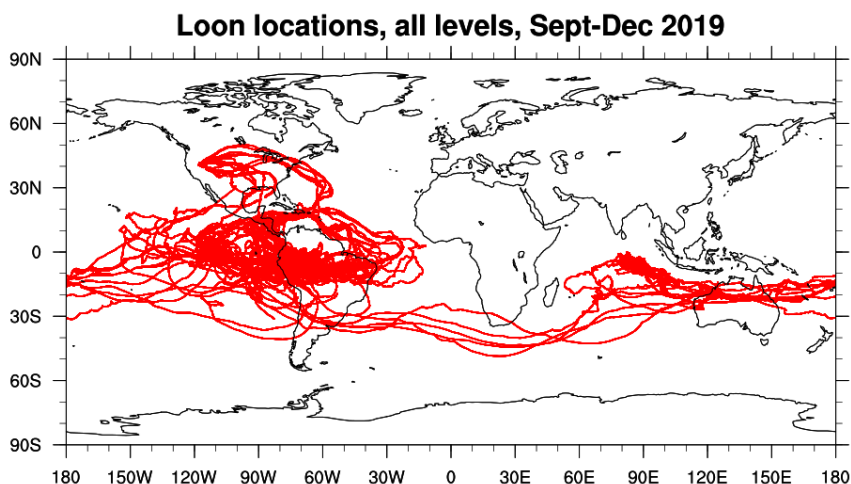 Loon locations, all levels, Sept-Dec 2019
90N
60N
30N
0
30S
60S
90S
180 150W 120W 90W 60W 30W 0 30E 60E 90E 120E 150E 180